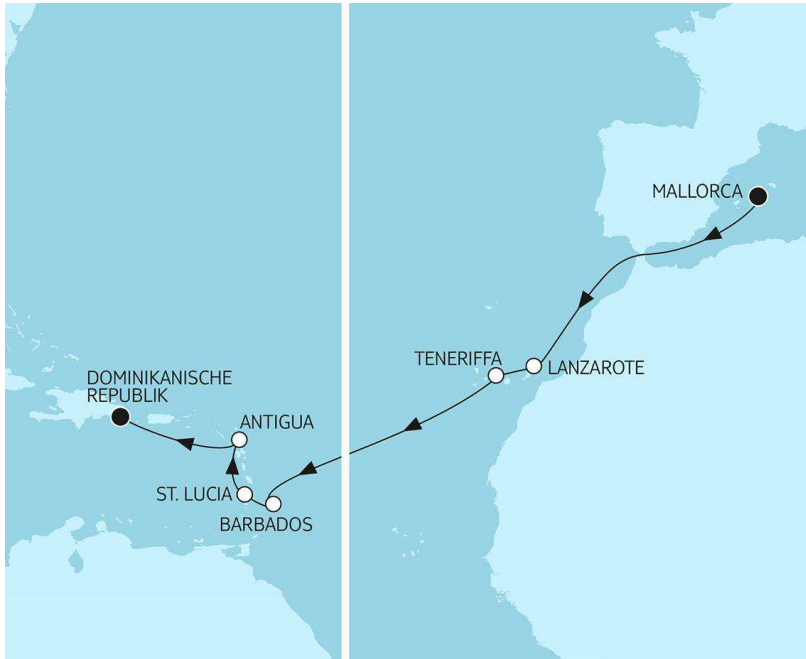 MALLORCA
TENERIFFA
LANZAROTE
DOMINIKANISCHE
REPUBLIK
ANTIGUA
ST. LUCIA
BARBADOS